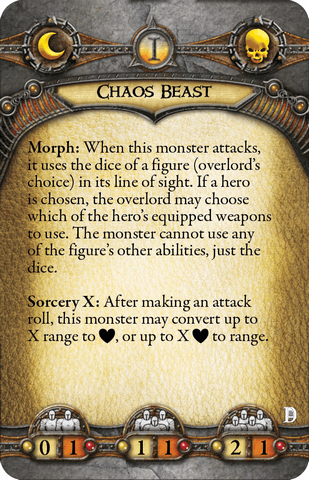 I
CHAOS BEAST
Morph: When this monster attacks,
it uses the dice of a figure (overlord's
choice) in its line of sight. If a hero
is chosen, the overlord may choose
which of the hero's equipped weapons
to use. The monster cannot use any
of the figure's other abilities, just the
dice.
Sorcery X: After making an attack
roll, this monster may convert up to
X range to ♥, or up to X ♥ to range.
D
0 1 1 1 2 1